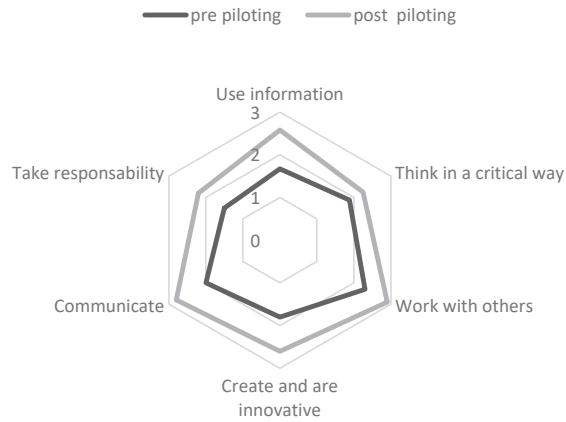 pre piloting post piloting
Use information
3
Take responsability
Think in a critical way
2
1
0
Communicate
Work with others
Create and are
innovative